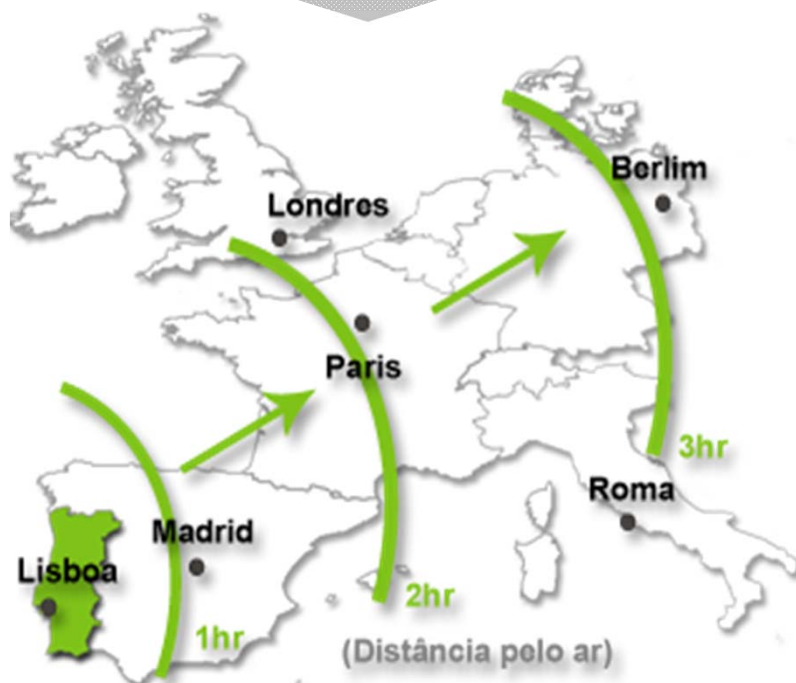 Berlim
Londres
Paris
3hr
Roma
Madrid
Lisboa
2hr
1hr
(Distância pelo ar)